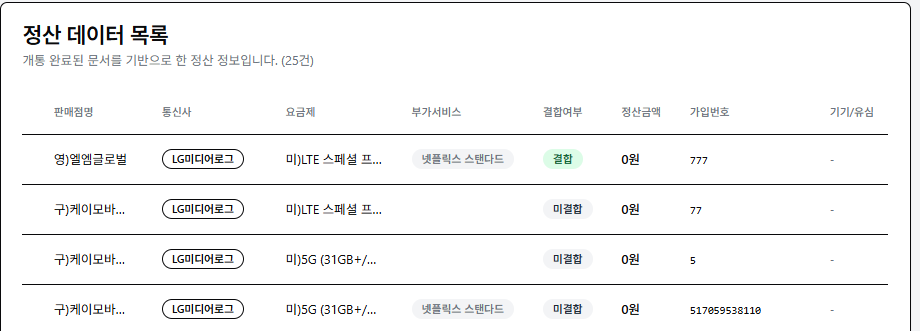 정산 데이터 목록
개통 완료된 문서를 기반으로 한 정산 정보입니다. (25건)
판매점명 통신사 요금제 부가서비스 결합여부 정산금액 가입번호 기기/유심
영)엘엠글로벌 LG미디어로그 미)LTE 스페셜 프... 넷플릭스 스탠다드 결합 0원 777 -
구)케이모바... LG미디어로그 미)LTE 스페셜 프... 미결합 0원 77 -
구)케이모바... LG미디어로그 미)5G (31GB+/... 미결합 0원 5 -
구)케이모바... LG미디어로그 미)5G (31GB+/... 넷플릭스 스탠다드 미결합 0원 517059538110 -